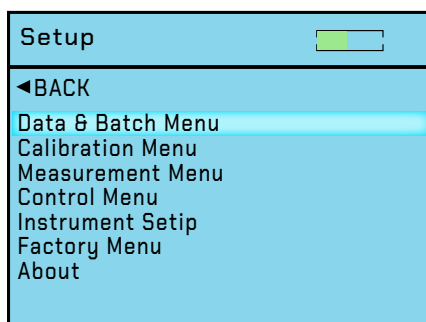 Setup
◄BACK
Data & Batch Menu
Calibration Menu
Measurement Menu
Control Menu
Instrument Setip
Factory Menu
About